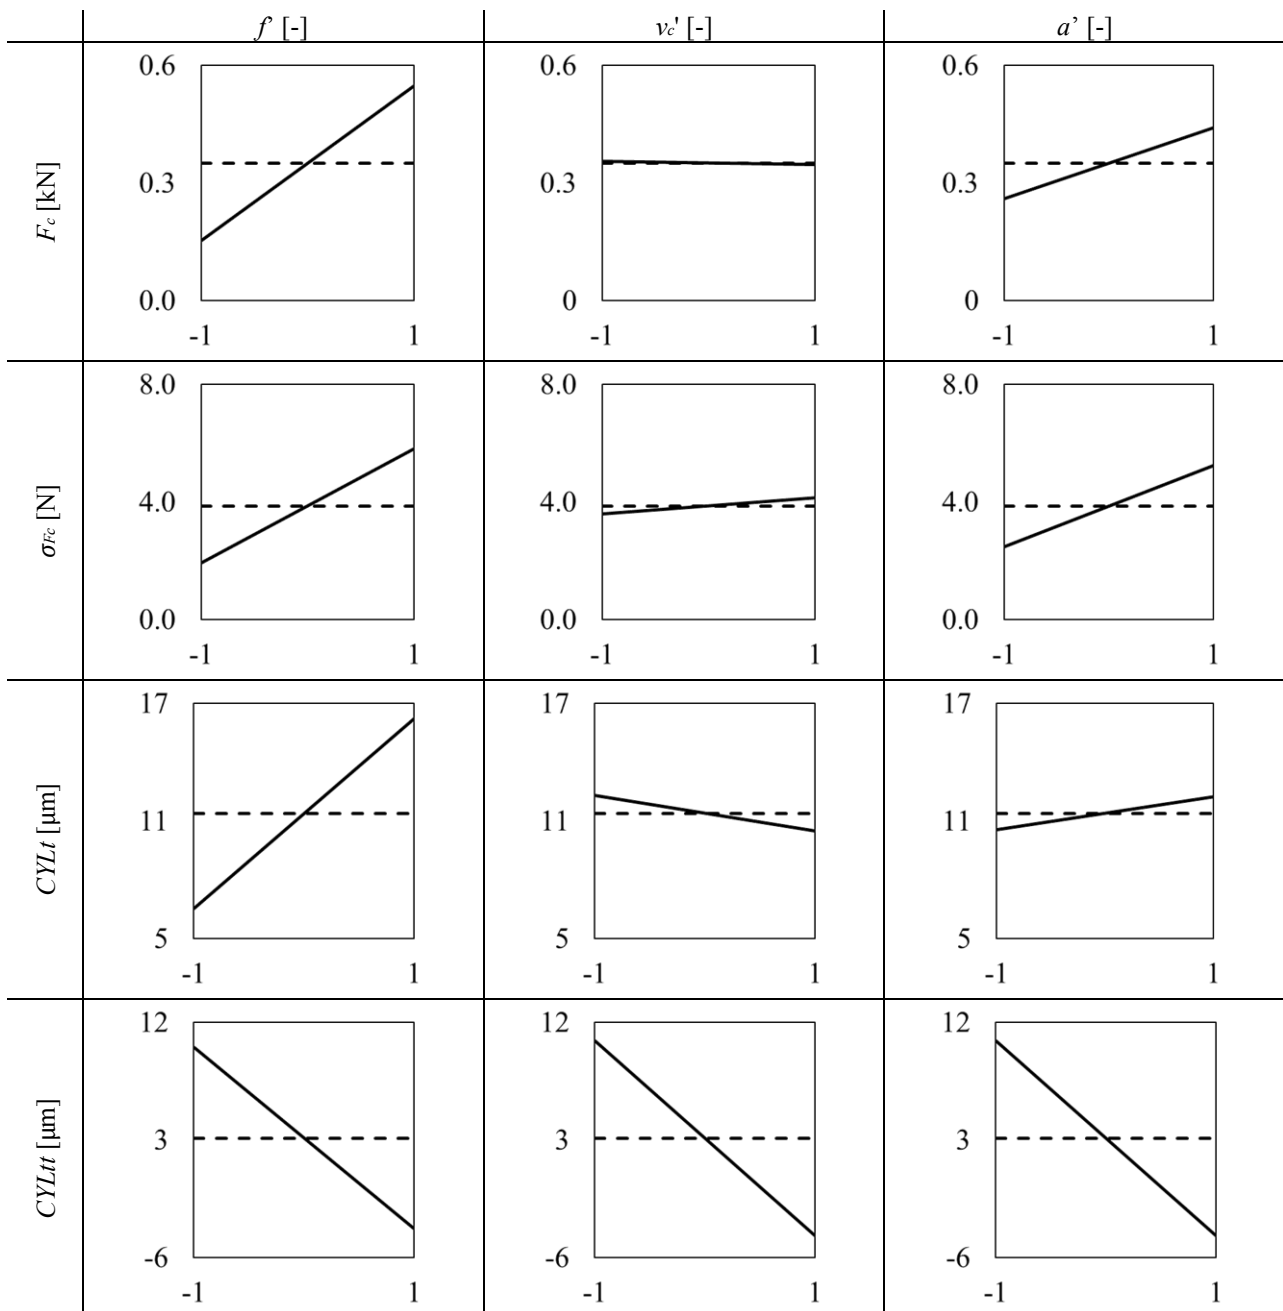 f' [-] vc' [-] a' [-]
Fc [kN]
0.6 0.6 0.6
0.3 0.3 0.3
0.0 0 0
-1 1 -1 1 -1 1
σFc [N]
8.0 8.0 8.0
4.0 4.0 4.0
0.0 0.0 0.0
-1 1 -1 1 -1 1
CYLt [µm]
17 17 17
11 11 11
5 5 5
-1 1 -1 1 -1 1
CYLtt [µm]
12 12 12
3 3 3
-6 -6 -6
-1 1 -1 1 -1 1